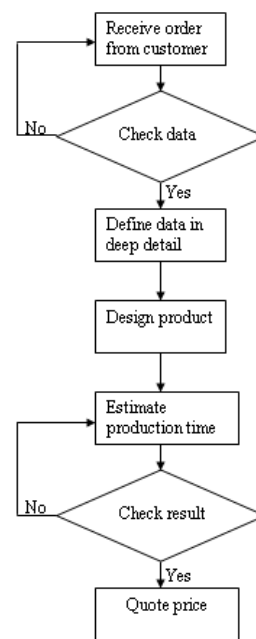 Receive order
from customer
No
Check data
Yes
Define data in
deep detail
Design product
Estimate
production time
No
Check result
Yes
Quote price